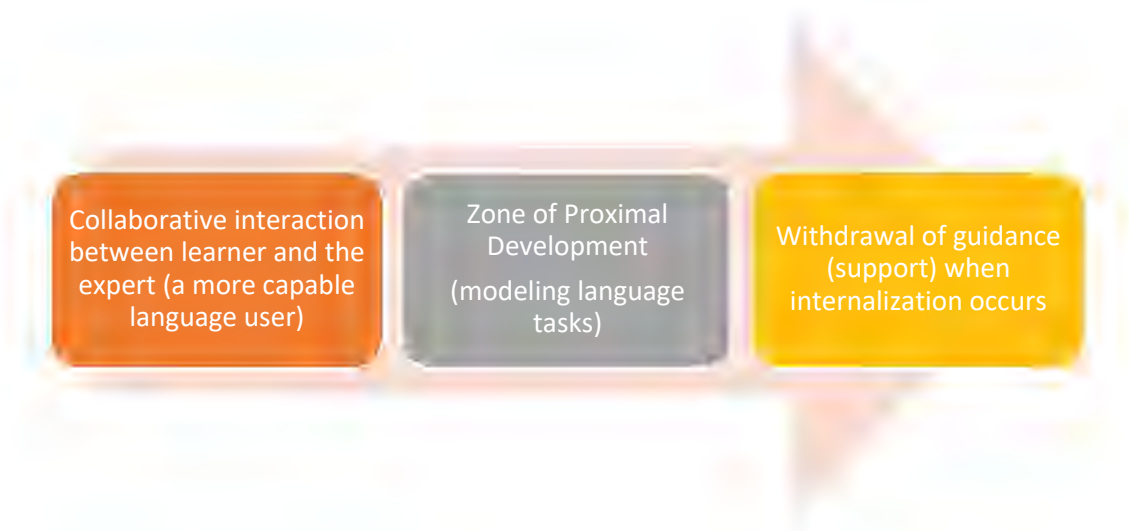 Collaborative interaction
between learner and the
expert (a more capable
language user)
Zone of Proximal
Development
(modeling language
tasks)
Withdrawal of guidance
(support) when
internalization occurs